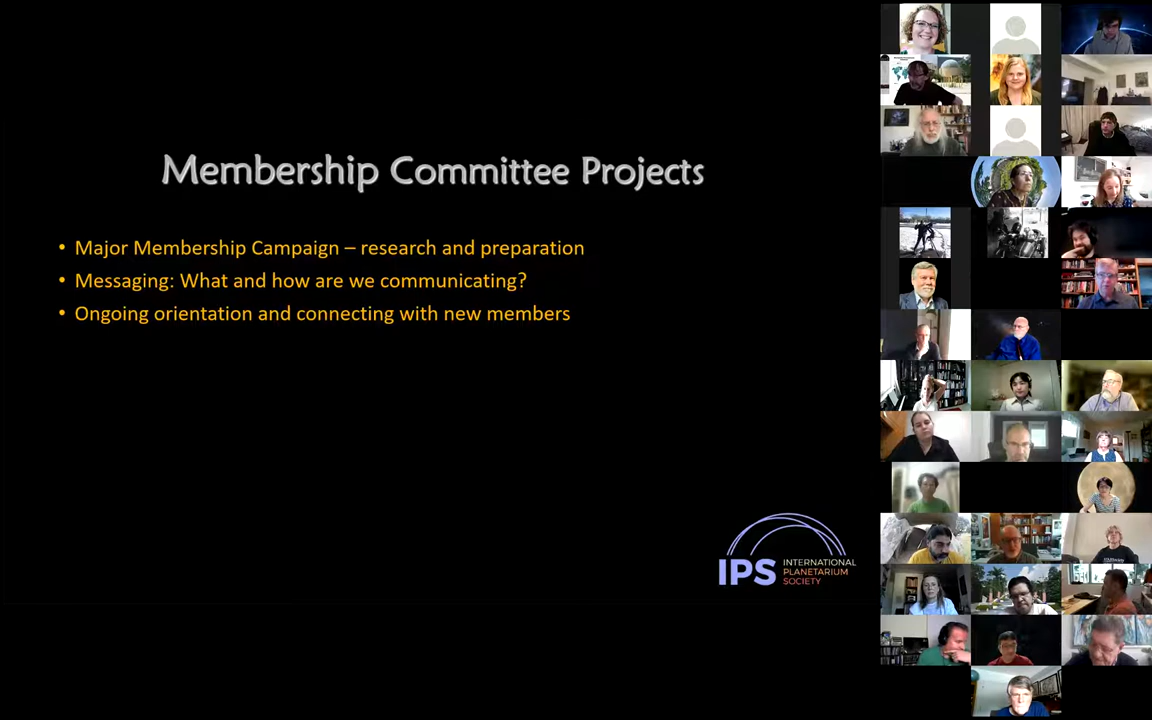 Membership Committee Projects
• Major Membership Campaign – research and preparation
• Messaging: What and how are we communicating?
• Ongoing orientation and connecting with new members
IPS
INTERNATIONAL
PLANETARIUM
SOCIETY